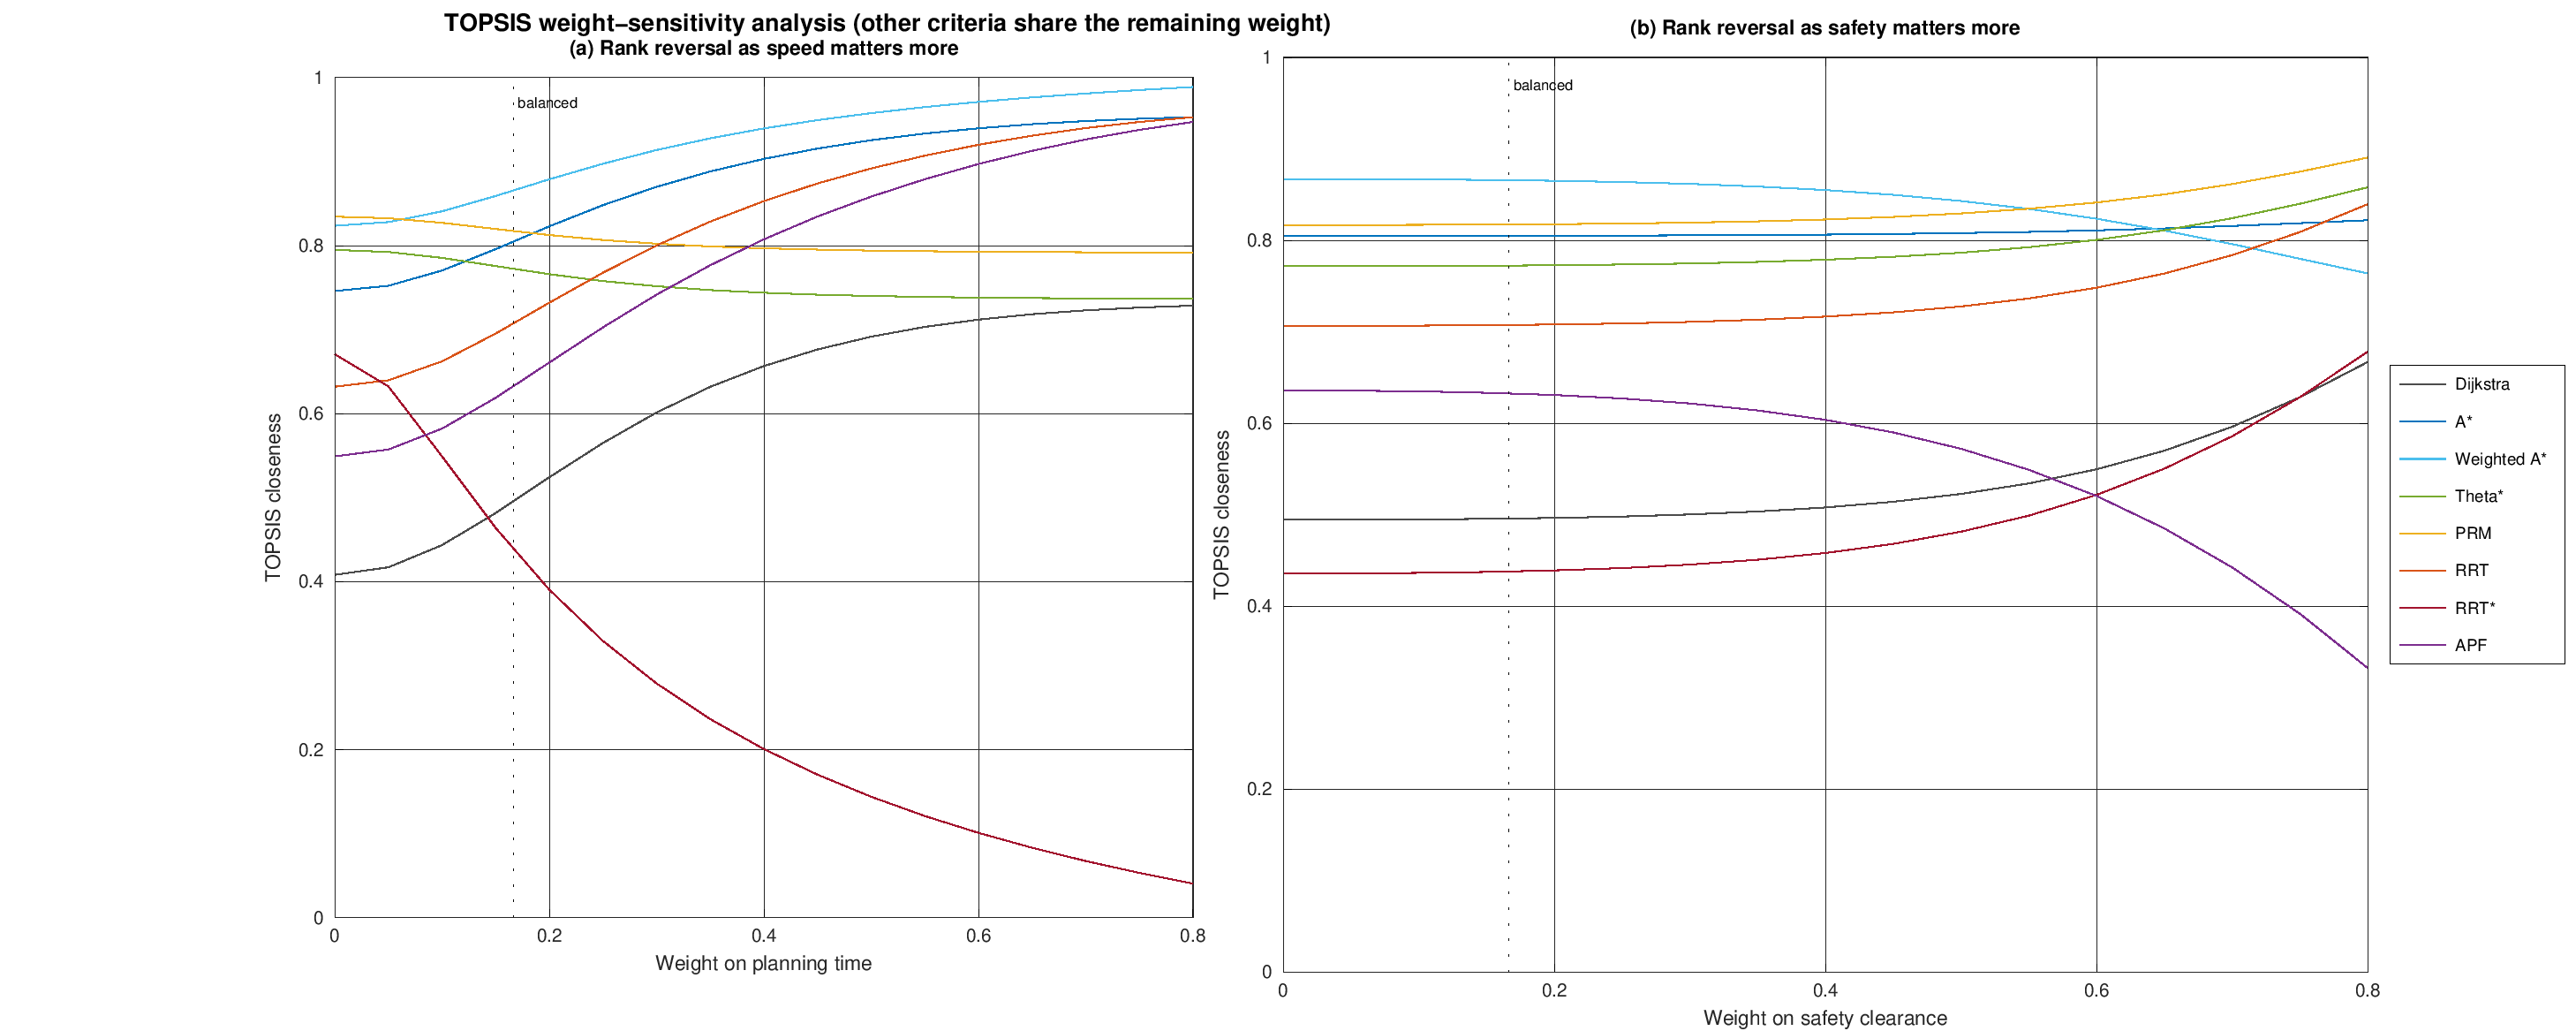 TOPSIS weight−sensitivity analysis (other criteria share the remaining weight)
(a) Rank reversal as speed matters more
1
0.8
0.6
0.4
0.2
0
balanced
TOPSIS closeness
0
0.2
0.4
0.6
0.8
Weight on planning time
(b) Rank reversal as safety matters more
1
0.8
0.6
0.4
0.2
0
balanced
TOPSIS closeness
0
0.2
0.4
0.6
0.8
Weight on safety clearance
Dijkstra
A*
Weighted A*
Theta*
PRM
RRT
RRT*
APF